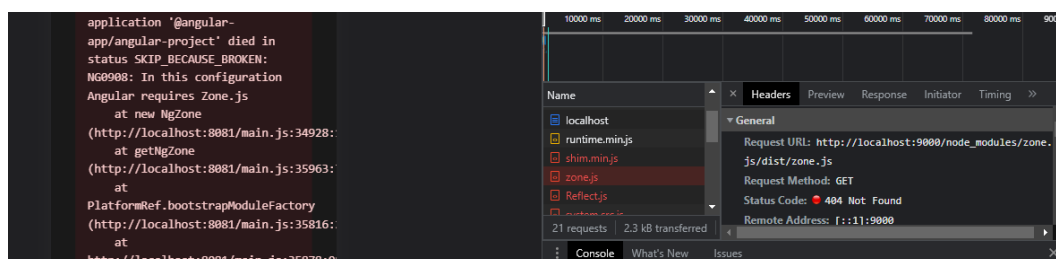 application '@angular-
app/angular-project' died in
status SKIP_BECAUSE_BROKEN:
NG0908: In this configuration
Angular requires Zone.js
at new NgZone
(http://localhost:8081/main.js:34928:
at getNgZone
(http://localhost:8081/main.js:35963:
at
PlatformRef.bootstrapModuleFactory
(http://localhost:8081/main.js:35816:
at
10000 ms 20000 ms 30000 ms 40000 ms 50000 ms 60000 ms 70000 ms 80000 ms 900
Name
localhost
runtime.min.js
shim.min.js
zone.js
Reflect.js
21 requests 2.3 kB transferred
× Headers Preview Response Initiator Timing »
General
Request URL: http://localhost:9000/node_modules/zone.
js/dist/zone.js
Request Method: GET
Status Code: 404 Not Found
Remote Address: [::1]:9000
Console What's New Issues